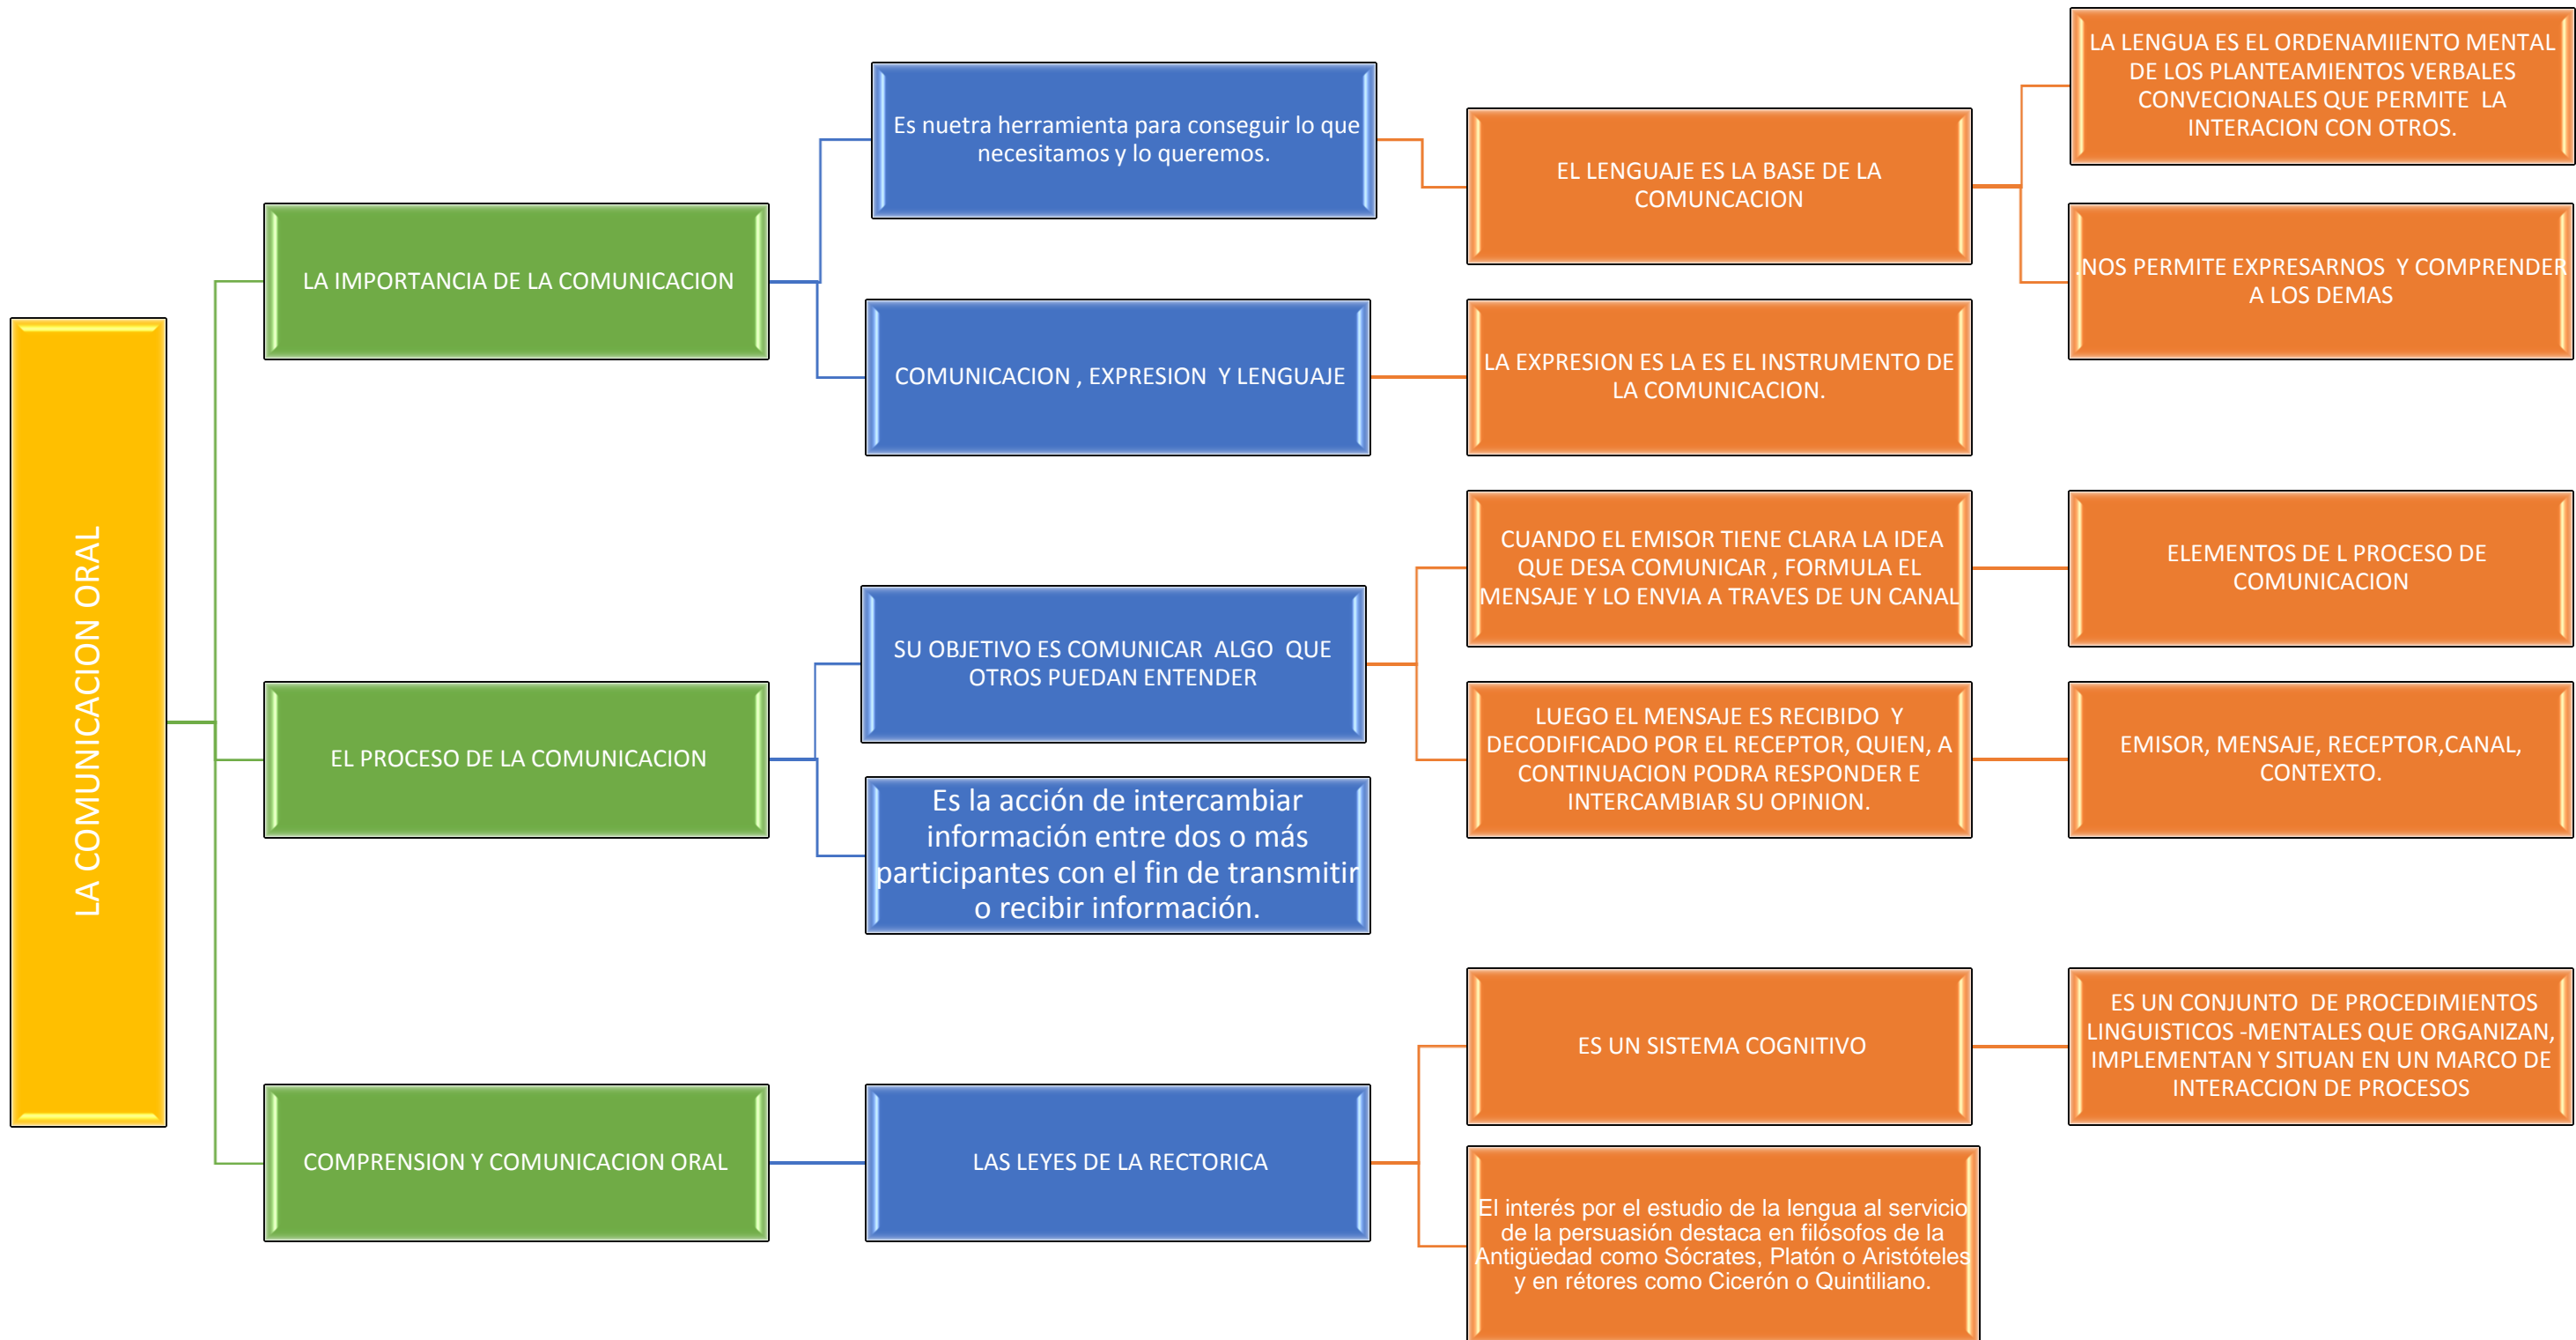 LA COMUNICACION ORAL
LA IMPORTANCIA DE LA COMUNICACION
Es nuetra herramienta para conseguir lo que
necesitamos y lo queremos.
EL LENGUAJE ES LA BASE DE LA
COMUNCACION
LA LENGUA ES EL ORDENAMIIENTO MENTAL
DE LOS PLANTEAMIENTOS VERBALES
CONVECIONALES QUE PERMITE LA
INTERACION CON OTROS.
.NOS PERMITE EXPRESARNOS Y COMPRENDER
A LOS DEMAS
COMUNICACION , EXPRESION Y LENGUAJE
LA EXPRESION ES LA ES EL INSTRUMENTO DE
LA COMUNICACION.
EL PROCESO DE LA COMUNICACION
SU OBJETIVO ES COMUNICAR ALGO QUE
OTROS PUEDAN ENTENDER
CUANDO EL EMISOR TIENE CLARA LA IDEA
QUE DESA COMUNICAR , FORMULA EL
MENSAJE Y LO ENVIA A TRAVES DE UN CANAL
ELEMENTOS DE L PROCESO DE
COMUNICACION
LUEGO EL MENSAJE ES RECIBIDO Y
DECODIFICADO POR EL RECEPTOR, QUIEN, A
CONTINUACION PODRA RESPONDER E
INTERCAMBIAR SU OPINION.
EMISOR, MENSAJE, RECEPTOR,CANAL,
CONTEXTO.
Es la acción de intercambiar
información entre dos o más
participantes con el fin de transmitir
o recibir información.
COMPRENSION Y COMUNICACION ORAL
LAS LEYES DE LA RECTORICA
ES UN SISTEMA COGNITIVO
ES UN CONJUNTO DE PROCEDIMIENTOS
LINGUISTICOS -MENTALES QUE ORGANIZAN,
IMPLEMENTAN Y SITUAN EN UN MARCO DE
INTERACCION DE PROCESOS
El interés por el estudio de la lengua al servicio
de la persuasión destaca en filósofos de la
Antigüedad como Sócrates, Platón o Aristóteles
y en rétores como Cicerón o Quintiliano.